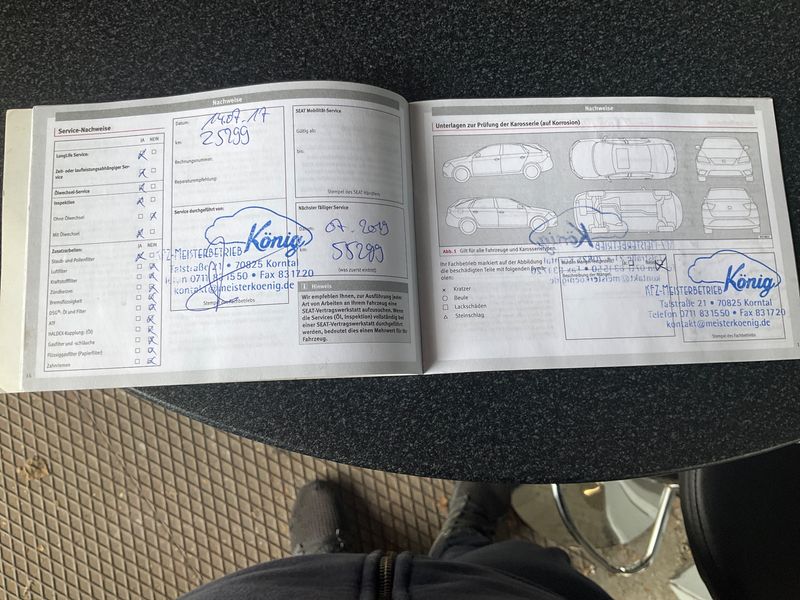 Nachweise
Service-Nachweise
JA NEIN
LongLife Service:
Zeit- oder laufleistungsabhängiger Ser-
vice
Ölwechsel-Service
Inspektion
Ohne Ölwechsel
Mit Ölwechsel
Zusatzarbeiten: JA NEIN
Staub- und Pollenfilter
Luftfilter
Kraftstofffilter
Zündkerzen
Bremsflüssigkeit
DSG®-Ölwechsel
ATF
HALDEX-Kupplung: (Öl)
Gasfilter und -schläuche
Flüssiggasfilter (Papierfilter)
Zahnriemen
Datum: 14.07.17
km: 25299
Rechnungsnummer:
Reparaturempfehlung:
Service durchgeführt von:
König
KFZ-MEISTERBETRIEB
Talstraße 21 • 70825 Korntal
Telefon 0711 831550 • Fax 831720
kontakt@meisterkoenig.de
Stempel des Fachbetriebs
SEAT Mobilität-Service
Gültig ab:
bis:
Stempel des SEAT Händlers
Nächster fälliger Service
Datum: 07.2019
km 55299
(was zuerst eintritt)
i Hinweis
Wir empfehlen Ihnen, zur Ausführung jeder
Art von Arbeiten an Ihrem Fahrzeug eine
SEAT-Vertragswerkstatt aufzusuchen. Wenn
die Services (Öl, Inspektion) vollständig bei
einer SEAT-Vertragswerkstatt durchgeführt
werden, bedeutet dies einen Mehrwert für Ihr
Fahrzeug.
Nachweise
Unterlagen zur Prüfung der Karosserie (auf Korrosion)
Abb. 1 Gilt für alle Fahrzeuge und Karosserietypen.
Ihr Fachbetrieb markiert auf der Abbildung
die beschädigten Teile mit folgenden
olen:
× Kratzer
○ Beule
□ Lackschäden
△ Steinschlag
König
KFZ-MEISTERBETRIEB
Talstraße 21 • 70825 Korntal
Telefon 0711 831550 • Fax 831720
kontakt@meisterkoenig.de
Stempel des Fachbetriebs